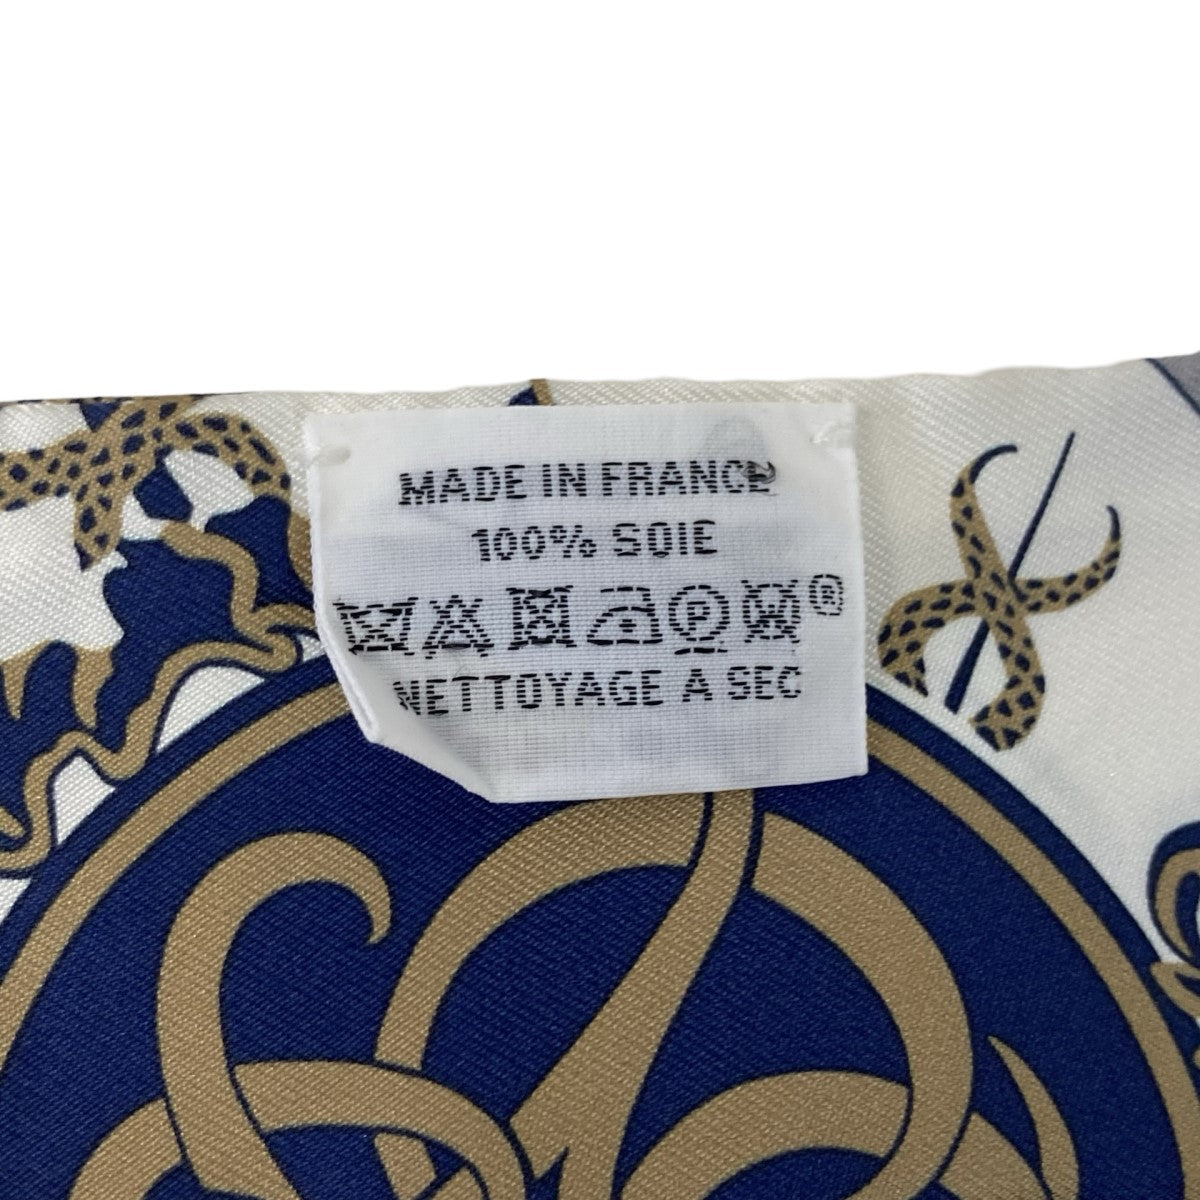 MADE IN FRANCE
100% SOIE
P ®
NETTOYAGE A SEC